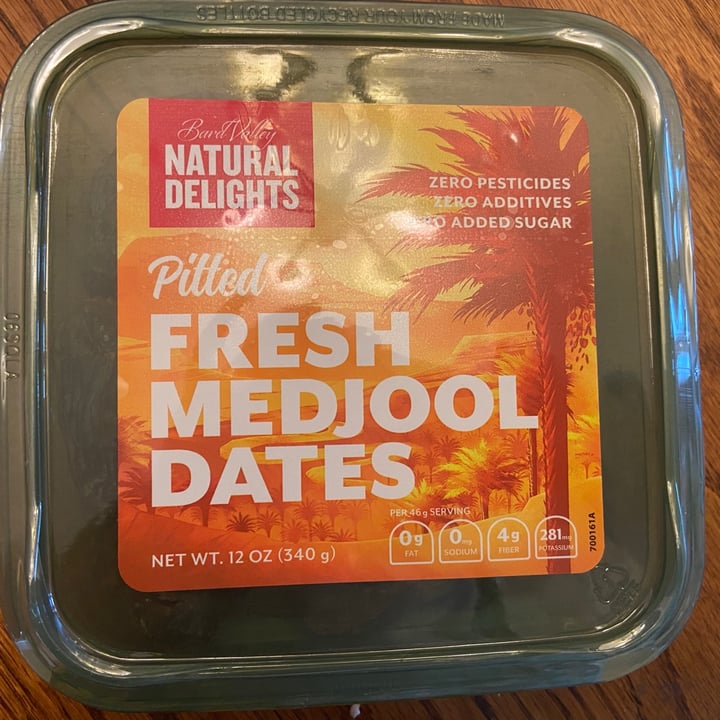 MADE FROM YOUR RECYCLED BOTTLES
Bard Valley
NATURAL
DELIGHTS
ZERO PESTICIDES
ZERO ADDITIVES
ZERO ADDED SUGAR
Pitted
FRESH
MEDJOOL
DATES
PER 46g SERVING
0g FAT
0mg SODIUM
4g FIBER
281mg POTASSIUM
NET WT. 12 OZ (340 g)
700161A